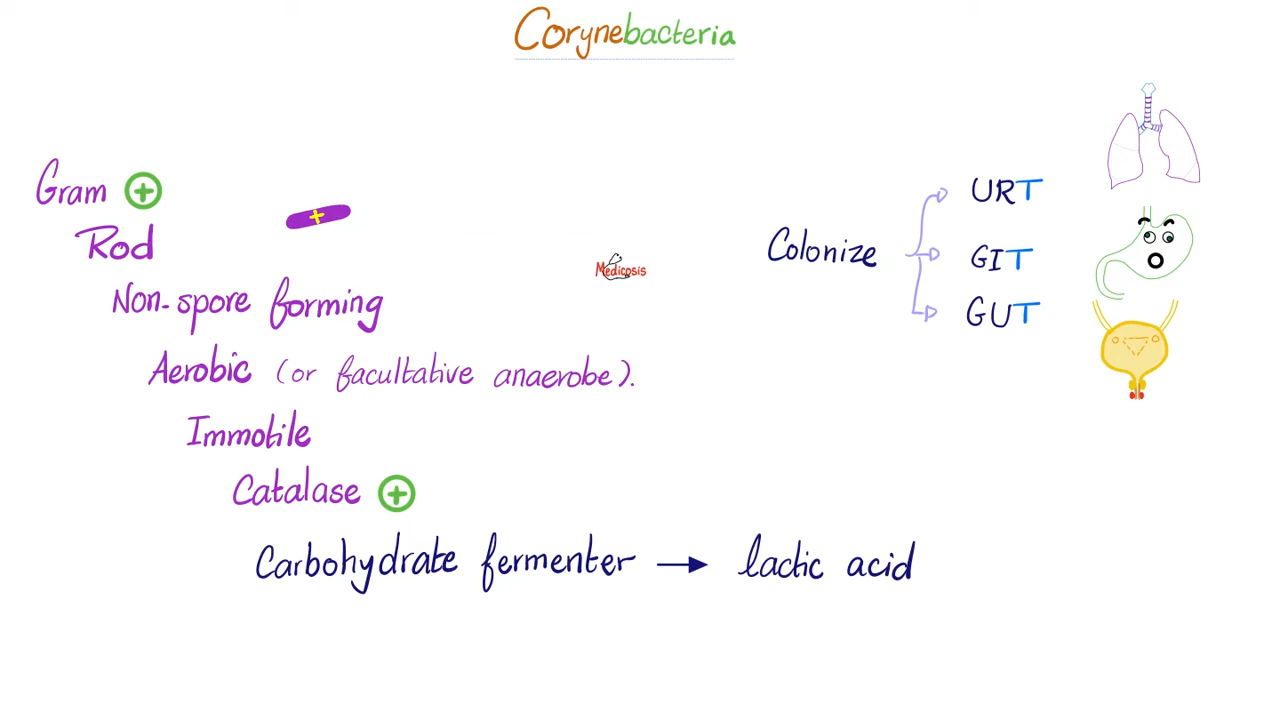 Corynebacteria
Gram +
Rod
+
Non-spore forming
Aerobic (or facultative anaerobe).
Immotile
Catalase +
Carbohydrate fermenter → lactic acid
Medicosis
Colonize
URT
GIT
GUT